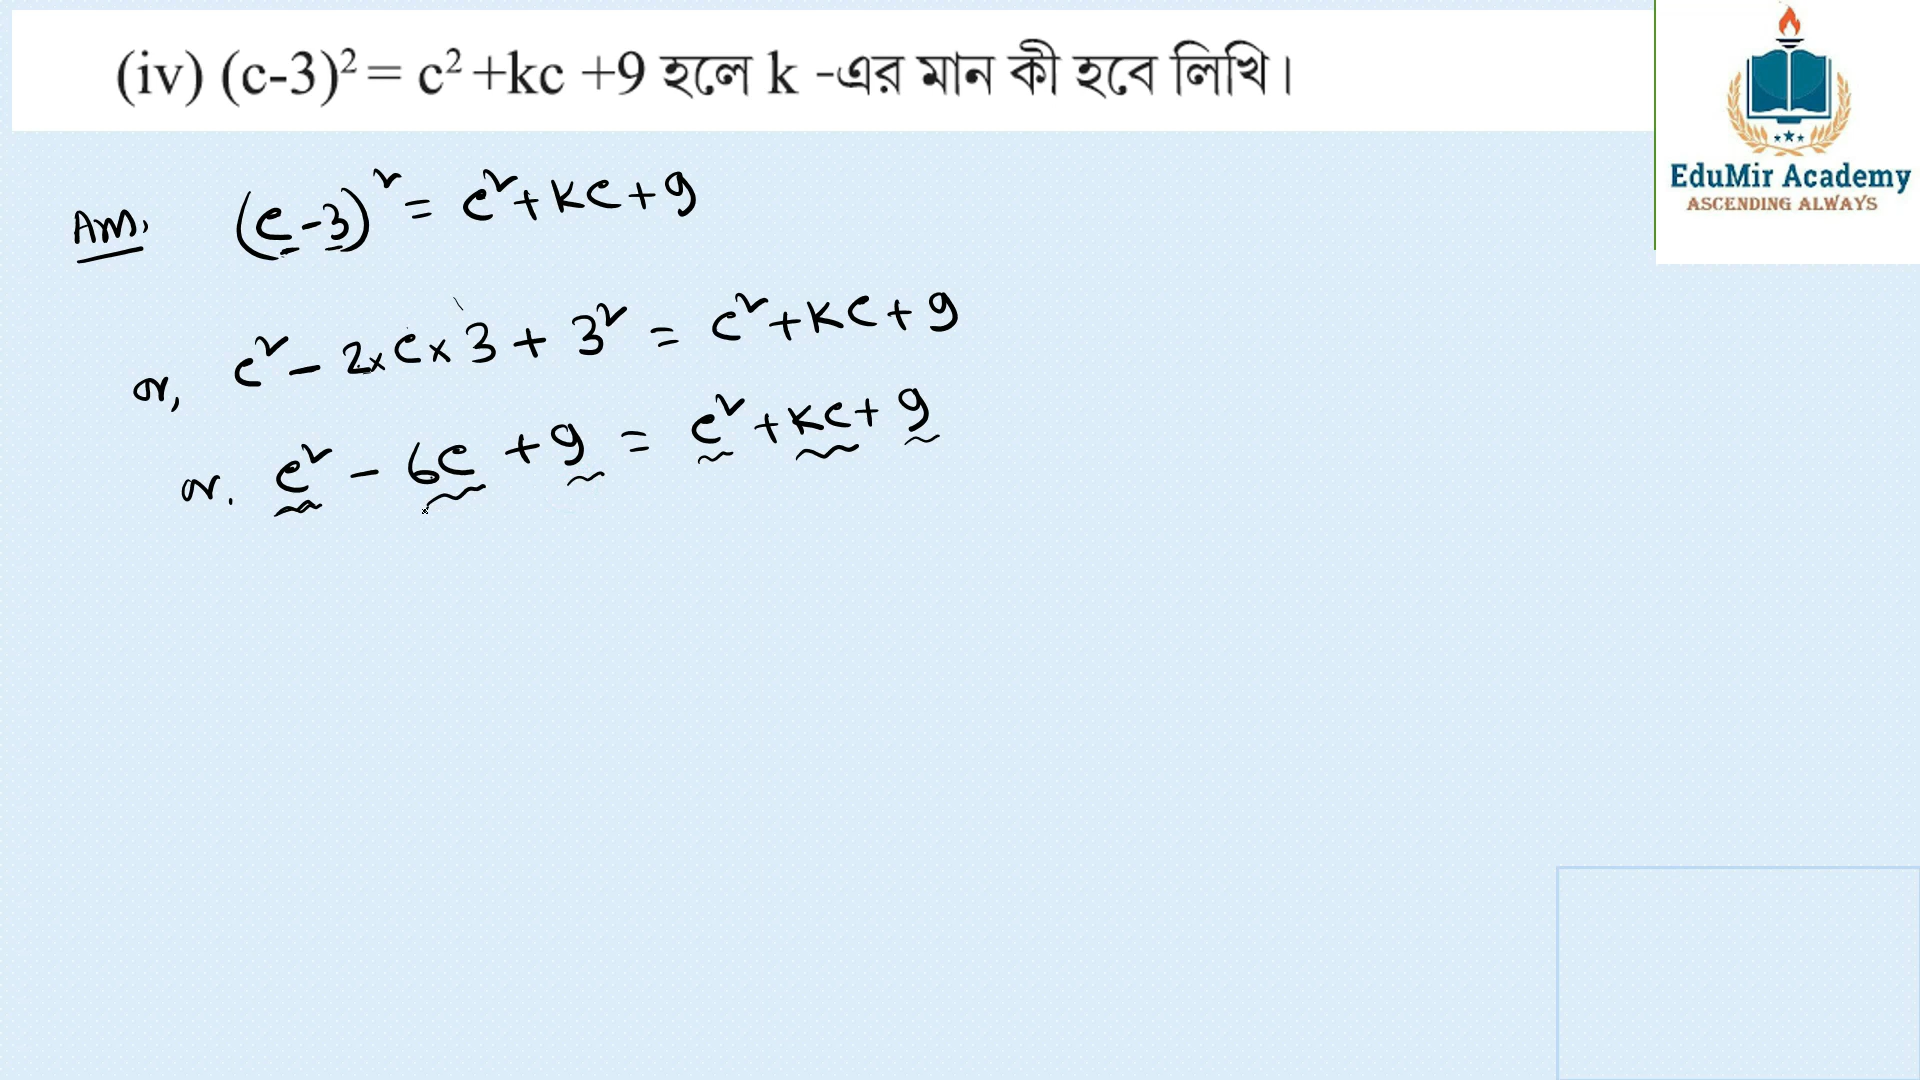 (iv) (c-3)² = c² +kc +9 হলে k -এর মান কী হবে লিখি।
EduMir Academy
ASCENDING ALWAYS
Ans, (c-3)² = c²+kc+9
or, c² - 2×c×3 + 3² = c²+kc+9
or. c² - 6c +9 = c²+kc+9